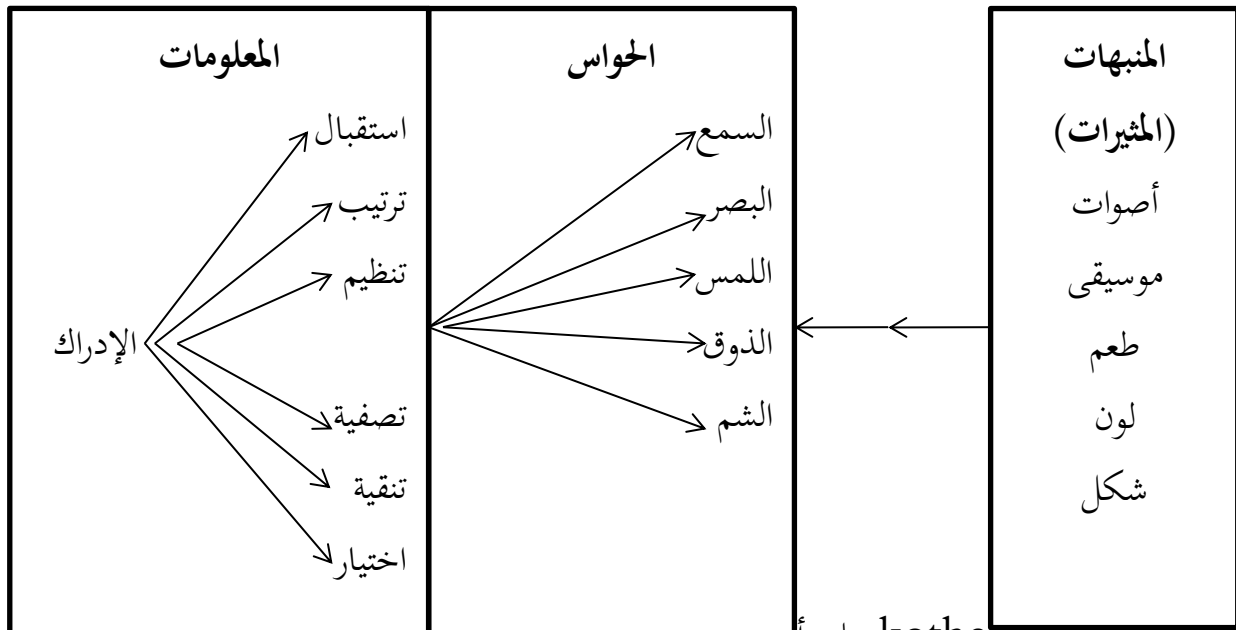 المنبهات
(المثيرات)
أصوات
موسيقى
طعم
لون
شكل
الحواس
السمع
البصر
اللمس
الذوق
الشم
المعلومات
استقبال
ترتيب
تنظيم
الإدراك
تصفية
تنقية
اختيار